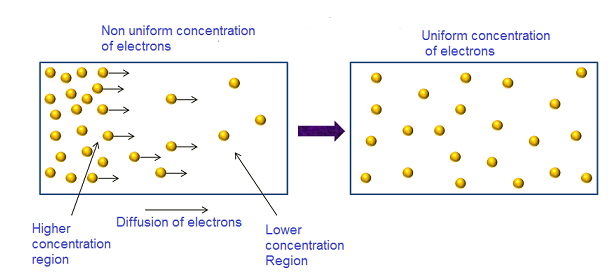 Non uniform concentration
of electrons
Uniform concentration
of electrons
Higher
concentration
region
Diffusion of electrons
Lower
concentration
Region